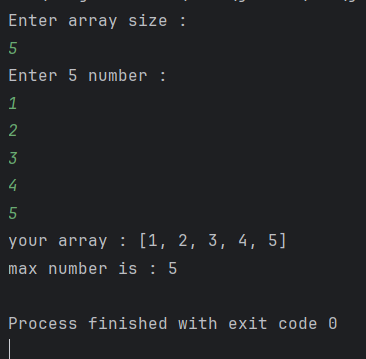 Enter array size :
5
Enter 5 number :
1
2
3
4
5
your array : [1, 2, 3, 4, 5]
max number is : 5
Process finished with exit code 0